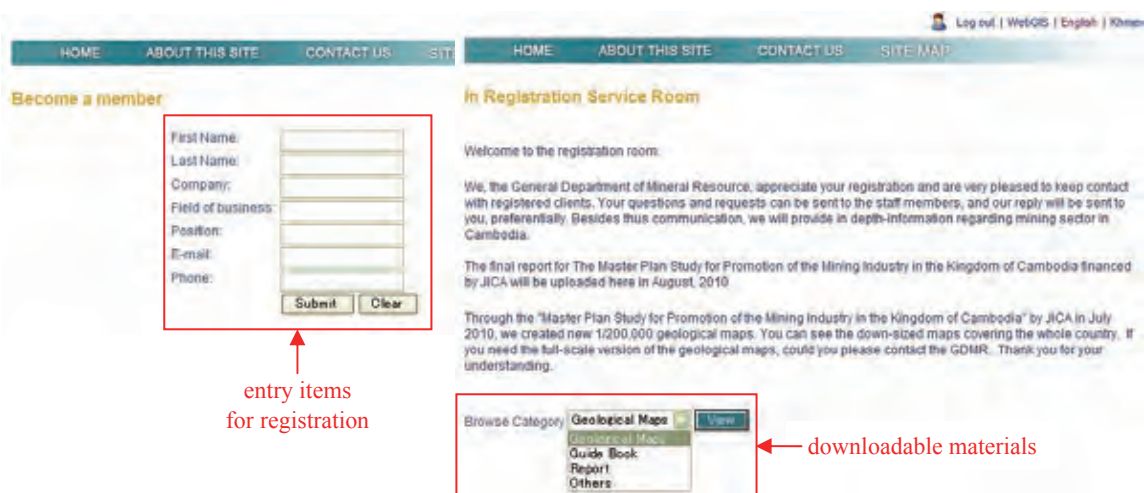 Log out | WebGIS | English | Khmer
HOME ABOUT THIS SITE CONTACT US SIT
HOME ABOUT THIS SITE CONTACT US SITE MAP
Become a member
First Name:
Last Name:
Company:
Field of business:
Position:
E-mail:
Phone:
Submit Clear
entry items
for registration
In Registration Service Room
Welcome to the registration room.
We, the General Department of Mineral Resource, appreciate your registration and are very pleased to keep contact
with registered clients. Your questions and requests can be sent to the staff members, and our reply will be sent to
you, preferentially. Besides thus communication, we will provide in depth-information regarding mining sector in
Cambodia.
The final report for The Master Plan Study for Promotion of the Mining Industry in the Kingdom of Cambodia financed
by JICA will be uploaded here in August, 2010
Through the "Master Plan Study for Promotion of the Mining Industry in the Kingdom of Cambodia" by JICA in July
2010, we created new 1/200,000 geological maps. You can see the down-sized maps covering the whole country. If
you need the full-scale version of the geological maps, could you please contact the GDMR. Thank you for your
understanding.
Browse Category Geological Maps View
Geological Maps
Guide Book
Report
Others
downloadable materials